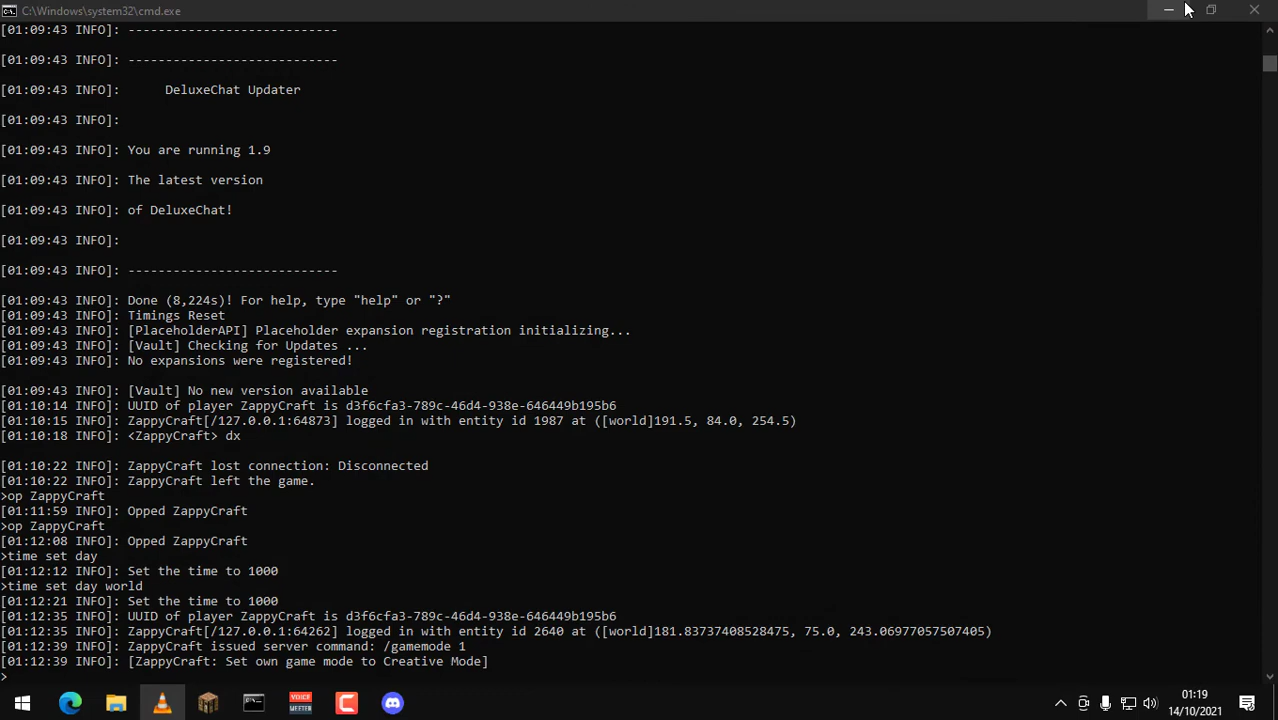 C:\Windows\system32\cmd.exe
[01:09:43 INFO]: ----------------------------
[01:09:43 INFO]: ----------------------------
[01:09:43 INFO]:      DeluxeChat Updater
[01:09:43 INFO]:
[01:09:43 INFO]: You are running 1.9
[01:09:43 INFO]: The latest version
[01:09:43 INFO]: of DeluxeChat!
[01:09:43 INFO]:
[01:09:43 INFO]: ----------------------------
[01:09:43 INFO]: Done (8,224s)! For help, type "help" or "?"
[01:09:43 INFO]: Timings Reset
[01:09:43 INFO]: [PlaceholderAPI] Placeholder expansion registration initializing...
[01:09:43 INFO]: [Vault] Checking for Updates ...
[01:09:43 INFO]: No expansions were registered!
[01:09:43 INFO]: [Vault] No new version available
[01:10:14 INFO]: UUID of player ZappyCraft is d3f6cfa3-789c-46d4-938e-646449b195b6
[01:10:15 INFO]: ZappyCraft[/127.0.0.1:64873] logged in with entity id 1987 at ([world]191.5, 84.0, 254.5)
[01:10:18 INFO]: <ZappyCraft> dx
[01:10:22 INFO]: ZappyCraft lost connection: Disconnected
[01:10:22 INFO]: ZappyCraft left the game.
>op ZappyCraft
[01:11:59 INFO]: Opped ZappyCraft
>op ZappyCraft
[01:12:08 INFO]: Opped ZappyCraft
>time set day
[01:12:12 INFO]: Set the time to 1000
>time set day world
[01:12:21 INFO]: Set the time to 1000
[01:12:35 INFO]: UUID of player ZappyCraft is d3f6cfa3-789c-46d4-938e-646449b195b6
[01:12:35 INFO]: ZappyCraft[/127.0.0.1:64262] logged in with entity id 2640 at ([world]181.83737408528475, 75.0, 243.06977057507405)
[01:12:39 INFO]: ZappyCraft issued server command: /gamemode 1
[01:12:39 INFO]: [ZappyCraft: Set own game mode to Creative Mode]
>
VOICE
MEETER
01:19
14/10/2021